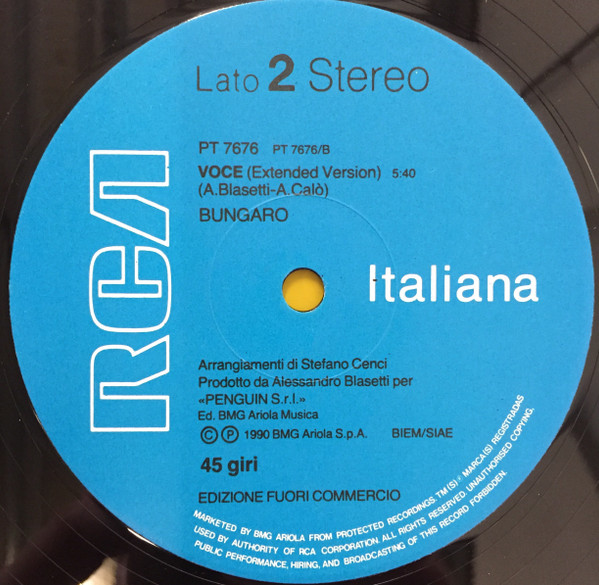 Lato 2 Stereo
PT 7676 PT 7676/B
VOCE (Extended Version) 5:40
(A.Blasetti-A.Calò)
BUNGARO
RCA
Italiana
Arrangiamenti di Stefano Cenci
Prodotto da Alessandro Blasetti per
«PENGUIN S.r.l.»
Ed. BMG Ariola Musica
© ℗ 1990 BMG Ariola S.p.A. BIEM/SIAE
45 giri
EDIZIONE FUORI COMMERCIO
MARKETED BY BMG ARIOLA FROM PROTECTED RECORDINGS. TM(S) ® MARCA(S) REGISTRADAS
USED BY AUTHORITY OF RCA CORPORATION. ALL RIGHTS RESERVED. UNAUTHORISED COPYING,
PUBLIC PERFORMANCE, HIRING, AND BROADCASTING OF THIS RECORD FORBIDDEN.